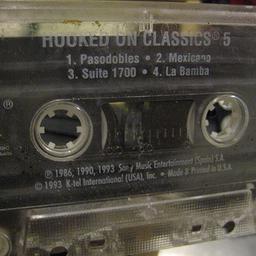 HOOKED ON CLASSICS® 5
1. Pasodobles • 2. Mexicano
3. Suite 1700 • 4. La Bamba
®
℗ 1986, 1990, 1993 Sony Music Entertainment (Spain) S.A.
© 1993 K-tel International (USA), Inc. • Made & Printed in U.S.A.